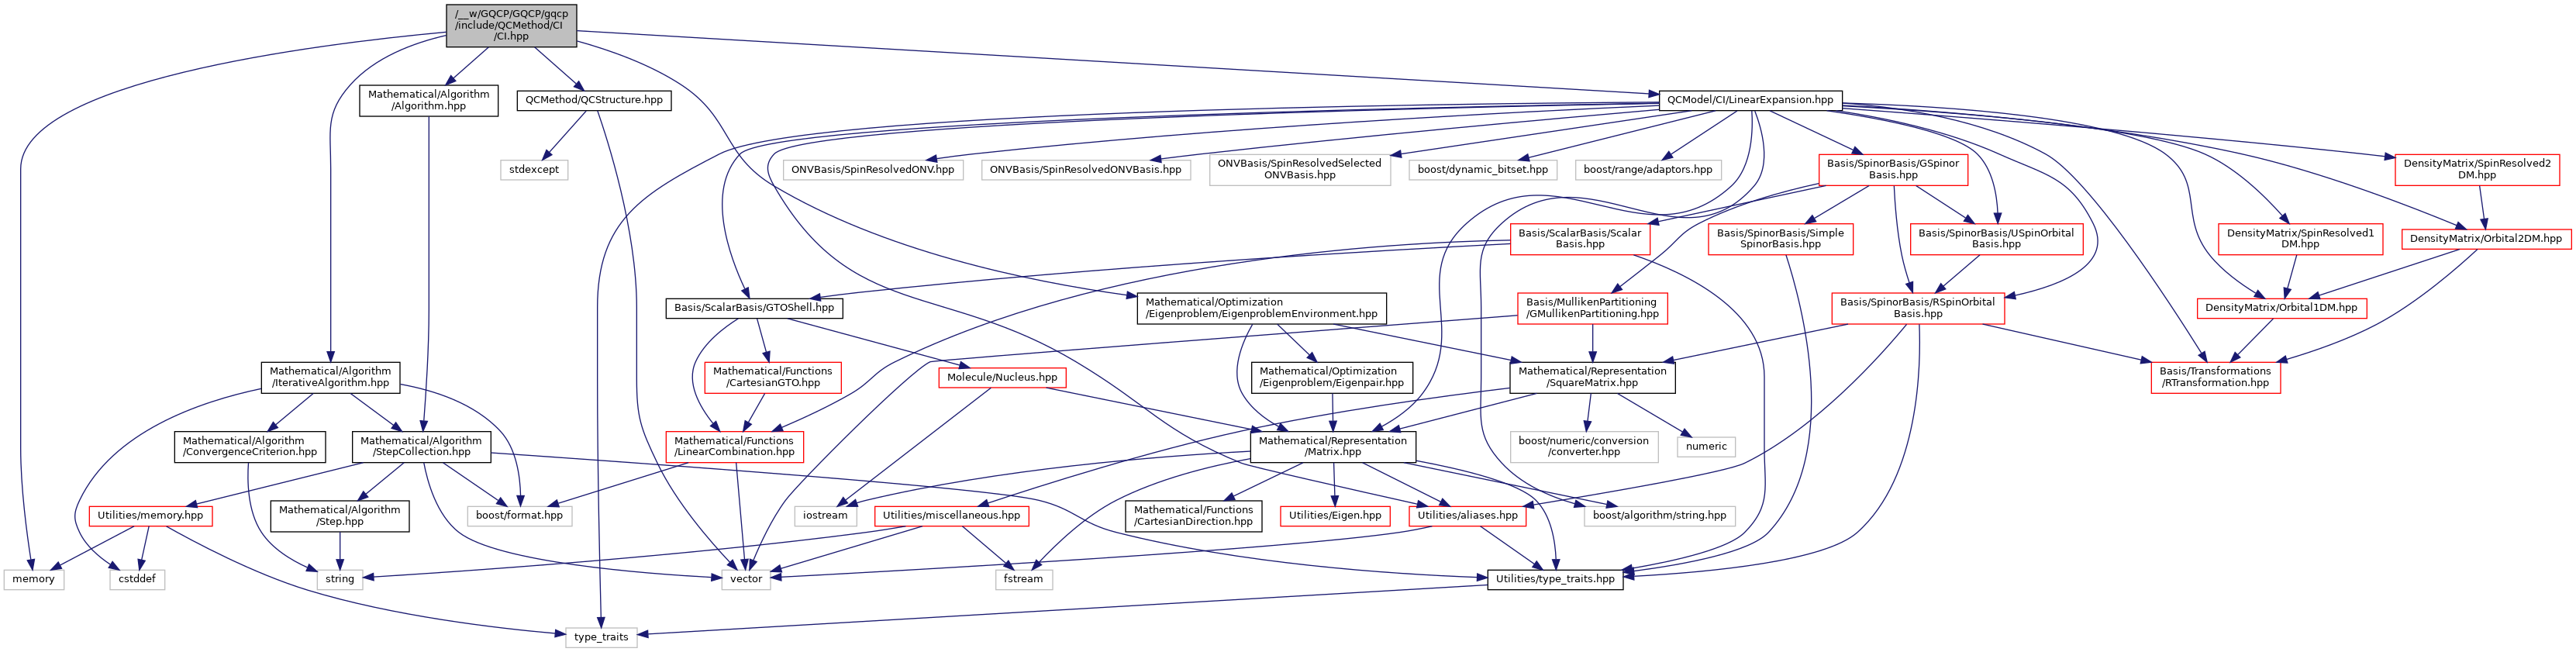 /__w/GQCP/GQCP/gqcp
/include/QCMethod/CI
/CI.hpp
Mathematical/Algorithm
/Algorithm.hpp
QCMethod/QCStructure.hpp
QCModel/CI/LinearExpansion.hpp
stdexcept
ONVBasis/SpinResolvedONV.hpp
ONVBasis/SpinResolvedONVBasis.hpp
ONVBasis/SpinResolvedSelected
ONVBasis.hpp
boost/dynamic_bitset.hpp
boost/range/adaptors.hpp
Basis/SpinorBasis/GSpinor
Basis.hpp
DensityMatrix/SpinResolved2
DM.hpp
Basis/ScalarBasis/Scalar
Basis.hpp
Basis/SpinorBasis/Simple
SpinorBasis.hpp
Basis/SpinorBasis/USpinOrbital
Basis.hpp
DensityMatrix/SpinResolved1
DM.hpp
DensityMatrix/Orbital2DM.hpp
Basis/ScalarBasis/GTOShell.hpp
Mathematical/Optimization
/Eigenproblem/EigenproblemEnvironment.hpp
Basis/MullikenPartitioning
/GMullikenPartitioning.hpp
Basis/SpinorBasis/RSpinOrbital
Basis.hpp
DensityMatrix/Orbital1DM.hpp
Mathematical/Algorithm
/IterativeAlgorithm.hpp
Mathematical/Functions
/CartesianGTO.hpp
Molecule/Nucleus.hpp
Mathematical/Optimization
/Eigenproblem/Eigenpair.hpp
Mathematical/Representation
/SquareMatrix.hpp
Basis/Transformations
/RTransformation.hpp
Mathematical/Algorithm
/ConvergenceCriterion.hpp
Mathematical/Algorithm
/StepCollection.hpp
Mathematical/Functions
/LinearCombination.hpp
Mathematical/Representation
/Matrix.hpp
boost/numeric/conversion
/converter.hpp
numeric
Utilities/memory.hpp
Mathematical/Algorithm
/Step.hpp
boost/format.hpp
iostream
Utilities/miscellaneous.hpp
Mathematical/Functions
/CartesianDirection.hpp
Utilities/Eigen.hpp
Utilities/aliases.hpp
boost/algorithm/string.hpp
memory
cstddef
string
vector
fstream
Utilities/type_traits.hpp
type_traits